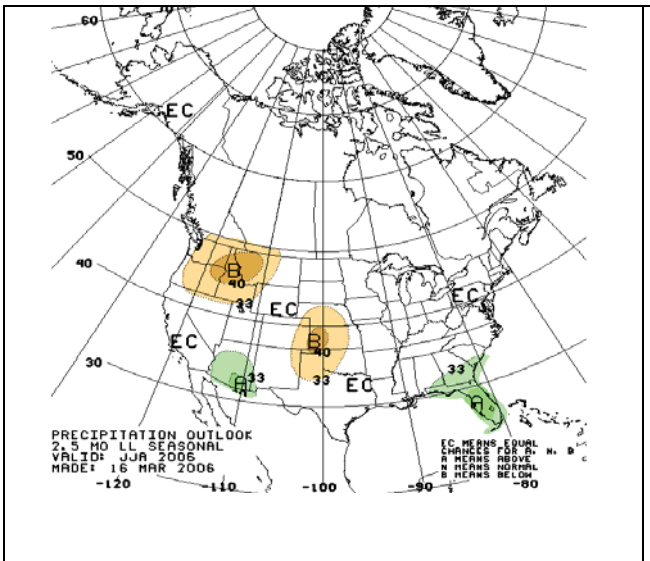 60
EC
50
40
B
40
33
EC
EC
B
40
EC
33
33
A
33
EC
30
A
PRECIPITATION OUTLOOK
2.5 MO LL SEASONAL
VALID: JJA 2006
MADE: 16 MAR 2006
EC MEANS EQUAL
CHANCES FOR A, N, B
A MEANS ABOVE
N MEANS NORMAL
B MEANS BELOW
-120
-110
-100
-90
-80